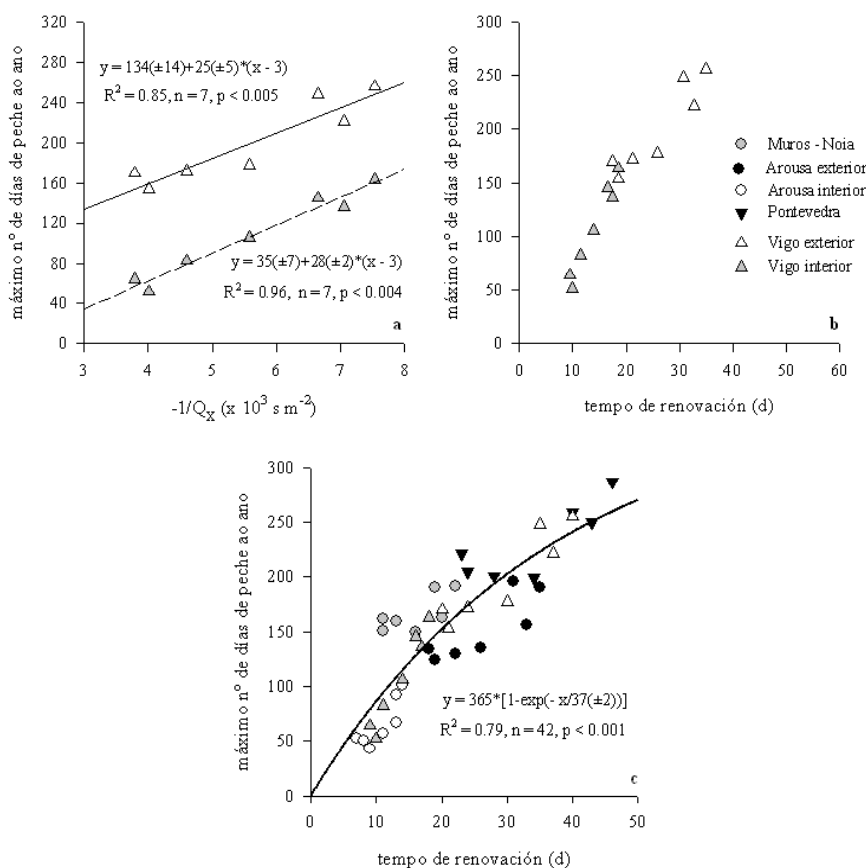 320
280
240
200
160
120
80
40
0
máximo nº de días de peche ao ano
y = 134(±14)+25(±5)*(x - 3)
R² = 0.85, n = 7, p < 0.005
y = 35(±7)+28(±2)*(x - 3)
R² = 0.96, n = 7, p < 0.004
a
3 4 5 6 7 8
-1/QX (x 10³ s m⁻²)
300
250
200
150
100
50
0
máximo nº de días de peche ao ano
Muros - Noia
Arousa exterior
Arousa interior
Pontevedra
Vigo exterior
Vigo interior
b
0 10 20 30 40 50 60
tempo de renovación (d)
300
250
200
150
100
50
0
máximo nº de días de peche ao ano
y = 365*[1-exp(- x/37(±2))]
R² = 0.79, n = 42, p < 0.001
c
0 10 20 30 40 50
tempo de renovación (d)